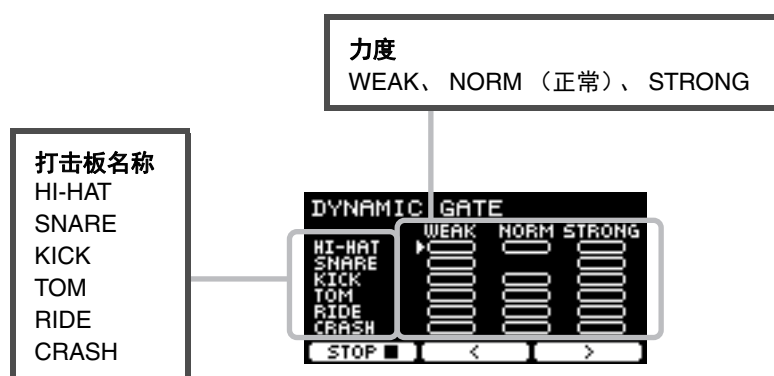 力度
WEAK、 NORM （正常）、 STRONG
打击板名称
HI-HAT
SNARE
KICK
TOM
RIDE
CRASH
DYNAMIC GATE
WEAK NORM STRONG
HI-HAT
SNARE
KICK
TOM
RIDE
CRASH
STOP ■ < >